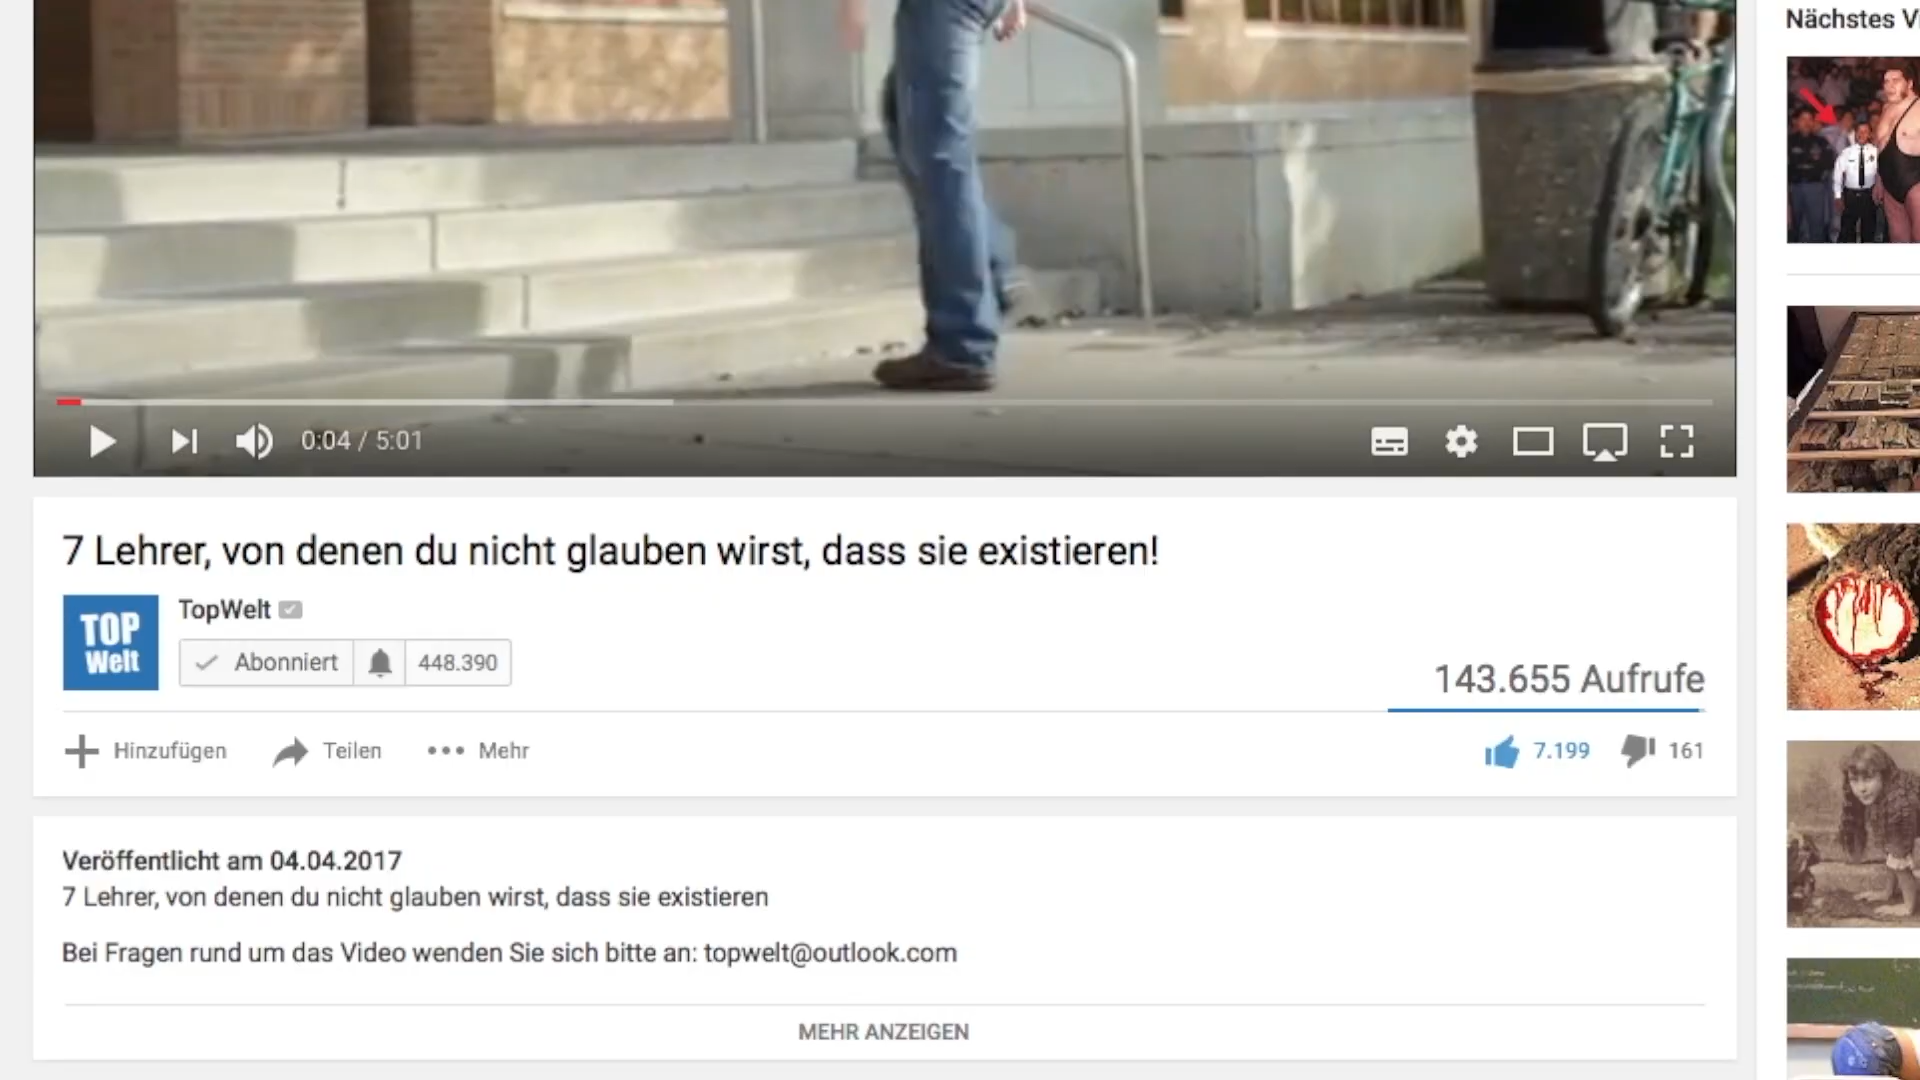 Nächstes V
0:04 / 5:01
7 Lehrer, von denen du nicht glauben wirst, dass sie existieren!
TOP
Welt
TopWelt
Abonniert 448.390
143.655 Aufrufe
Hinzufügen Teilen Mehr 7.199 161
Veröffentlicht am 04.04.2017
7 Lehrer, von denen du nicht glauben wirst, dass sie existieren
Bei Fragen rund um das Video wenden Sie sich bitte an: topwelt@outlook.com
MEHR ANZEIGEN